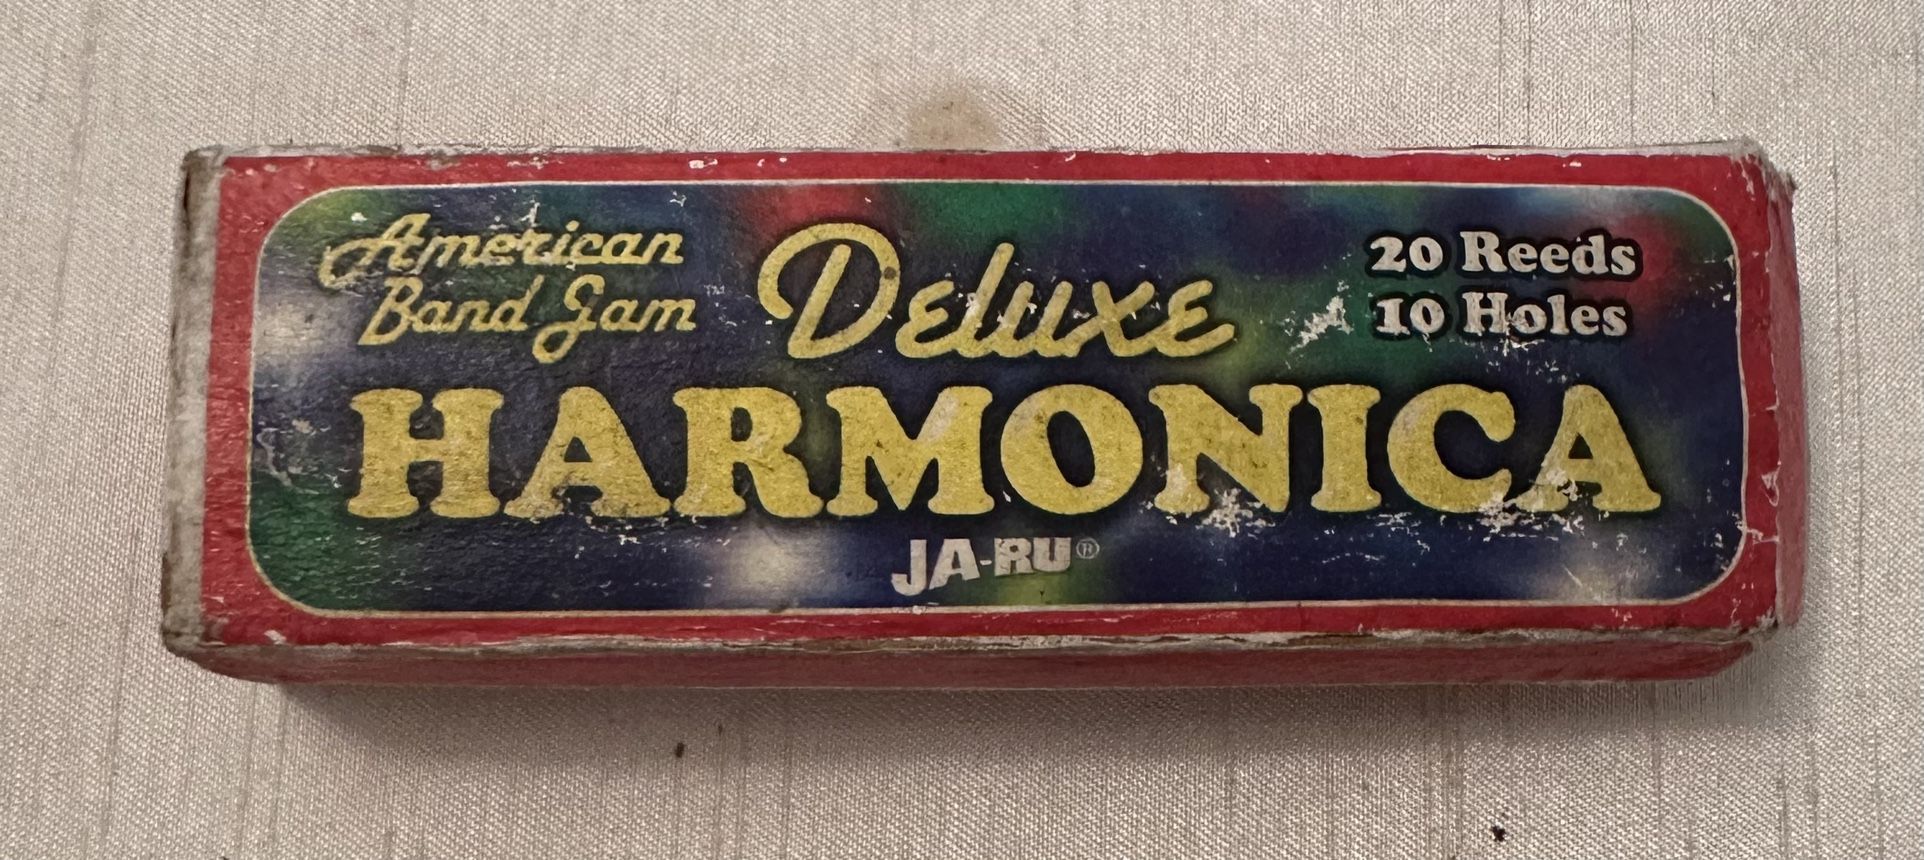 American
Band Jam
Deluxe
20 Reeds
10 Holes
HARMONICA
JA-RU®